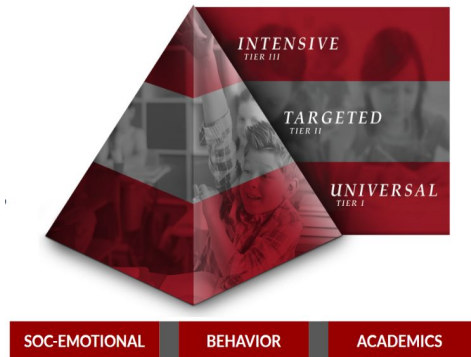 INTENSIVE
TIER III
TARGETED
TIER II
UNIVERSAL
TIER I
SOC-EMOTIONAL BEHAVIOR ACADEMICS